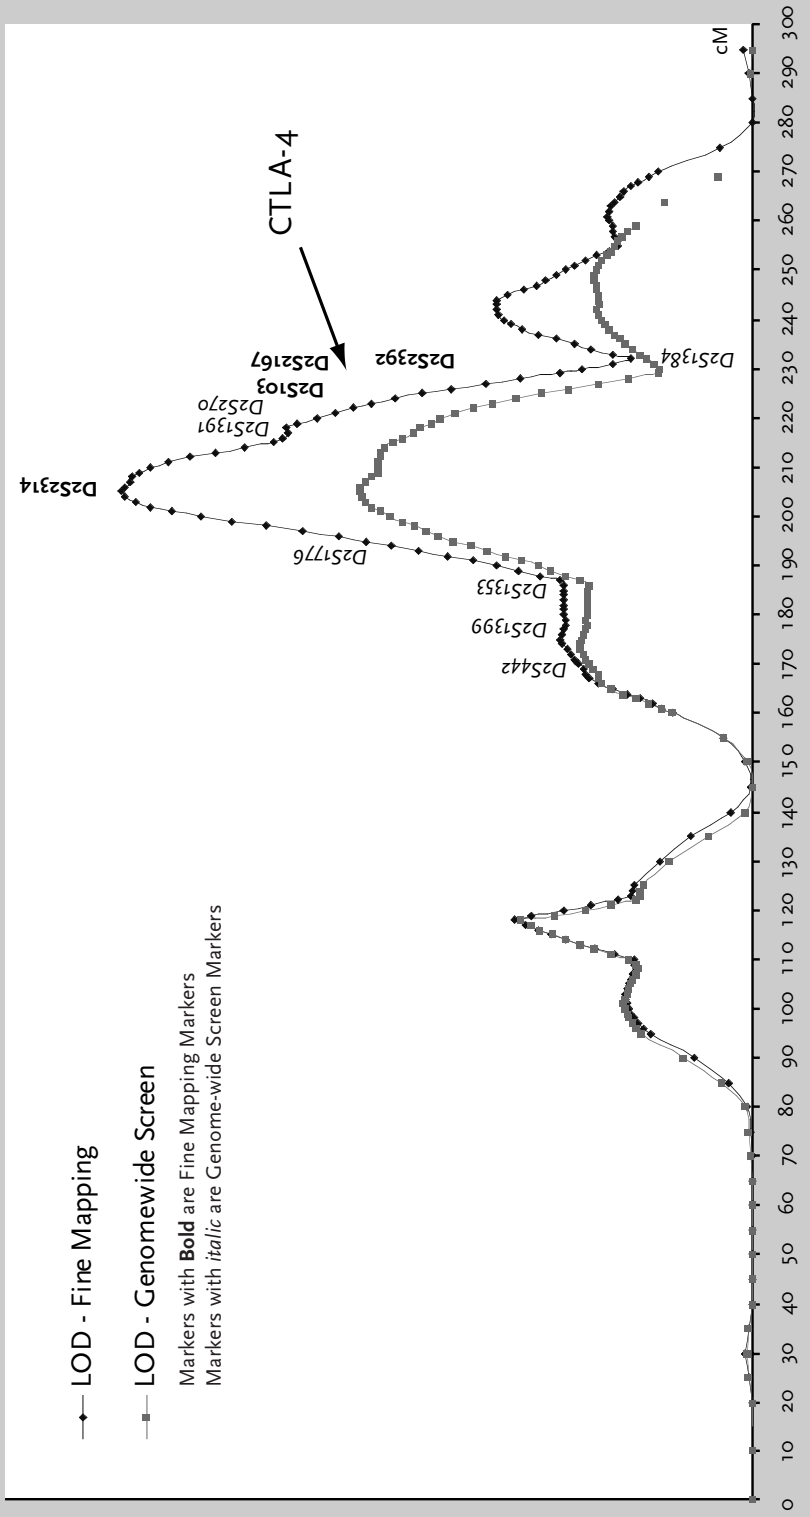 LOD - Fine Mapping
LOD - Genomewide Screen
Markers with Bold are Fine Mapping Markers
Markers with italic are Genome-wide Screen Markers
CTLA-4
D2S442
D2S1399
D2S1353
D2S1776
D2S2314
D2S1391
D2S270
D2S103
D2S2167
D2S2392
D2S1384
cM
0 10 20 30 40 50 60 70 80 90 100 110 120 130 140 150 160 170 180 190 200 210 220 230 240 250 260 270 280 290 300